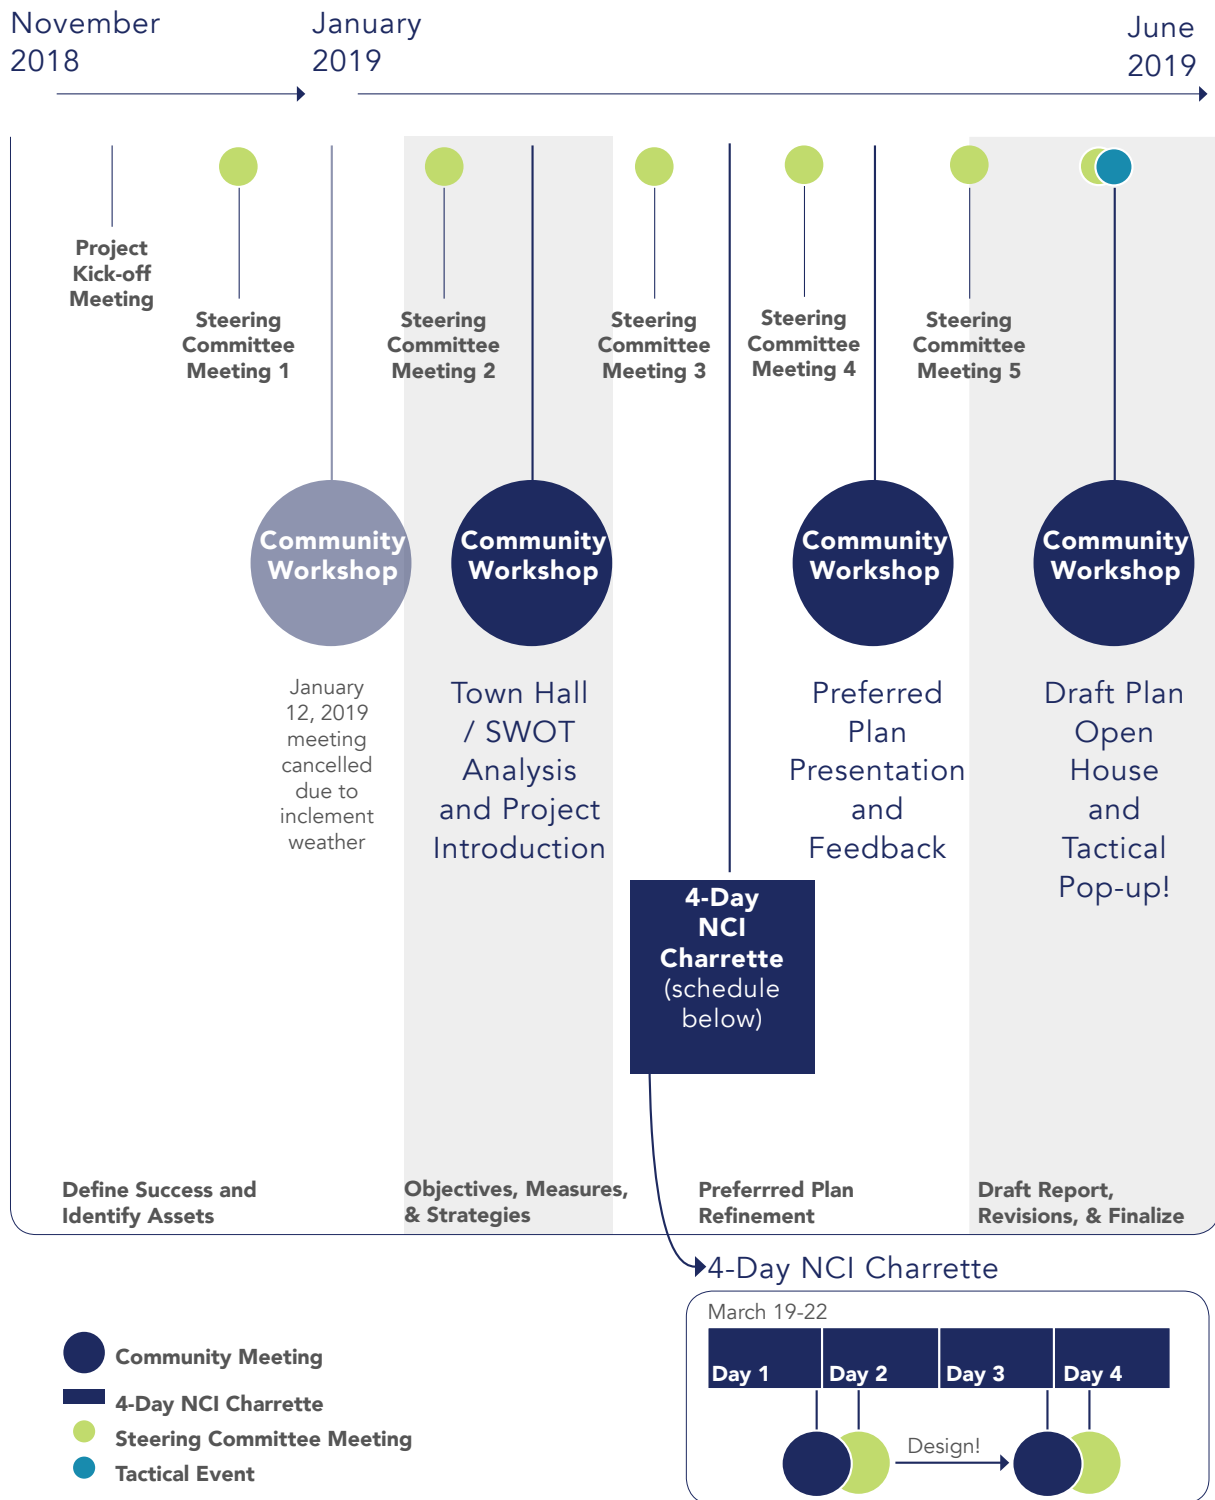 November
2018
January
2019
June
2019
Project
Kick-off
Meeting
Steering
Committee
Meeting 1
Steering
Committee
Meeting 2
Steering
Committee
Meeting 3
Steering
Committee
Meeting 4
Steering
Committee
Meeting 5
Community
Workshop
Community
Workshop
Community
Workshop
Community
Workshop
January
12, 2019
meeting
cancelled
due to
inclement
weather
Town Hall
/ SWOT
Analysis
and Project
Introduction
Preferred
Plan
Presentation
and
Feedback
Draft Plan
Open
House
and
Tactical
Pop-up!
4-Day
NCI
Charrette
(schedule
below)
Define Success and
Identify Assets
Objectives, Measures,
& Strategies
Preferrred Plan
Refinement
Draft Report,
Revisions, & Finalize
4-Day NCI Charrette
March 19-22
Day 1
Day 2
Day 3
Day 4
Design!
Community Meeting
4-Day NCI Charrette
Steering Committee Meeting
Tactical Event